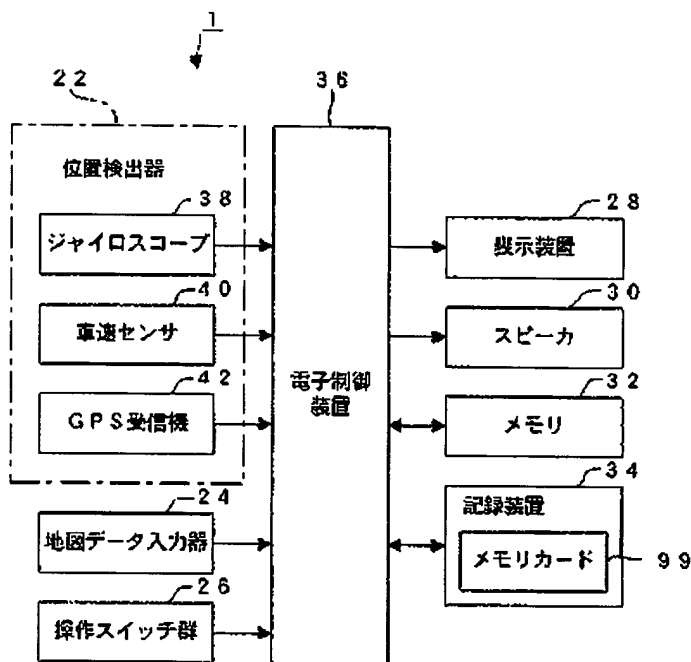 1
22
36
位置検出器
38
28
ジャイロスコープ
表示装置
40
30
車速センサ
スピーカ
電子制御
装置
42
32
GPS受信機
メモリ
24
34
地図データ入力器
記録装置
メモリカード
99
26
操作スイッチ群